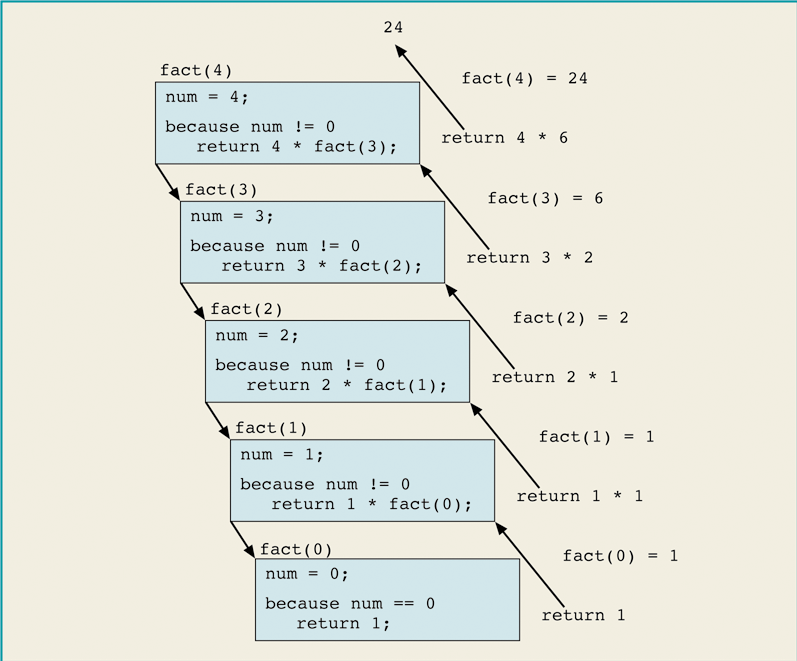 24
fact(4)
fact(4) = 24
num = 4;
because num != 0
return 4 * fact(3);
return 4 * 6
fact(3)
fact(3) = 6
num = 3;
because num != 0
return 3 * fact(2);
return 3 * 2
fact(2)
fact(2) = 2
num = 2;
because num != 0
return 2 * fact(1);
return 2 * 1
fact(1)
fact(1) = 1
num = 1;
because num != 0
return 1 * fact(0);
return 1 * 1
fact(0)
fact(0) = 1
num = 0;
because num == 0
return 1;
return 1